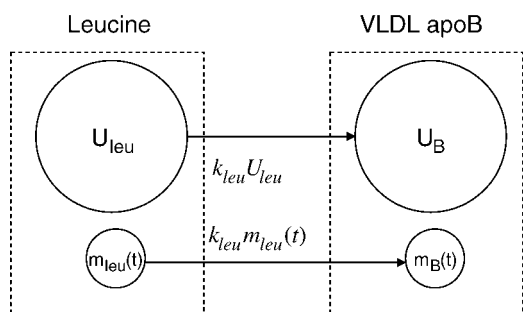 Leucine
VLDL apoB
U_leu
U_B
k_leu U_leu
k_leu m_leu(t)
m_leu(t)
m_B(t)